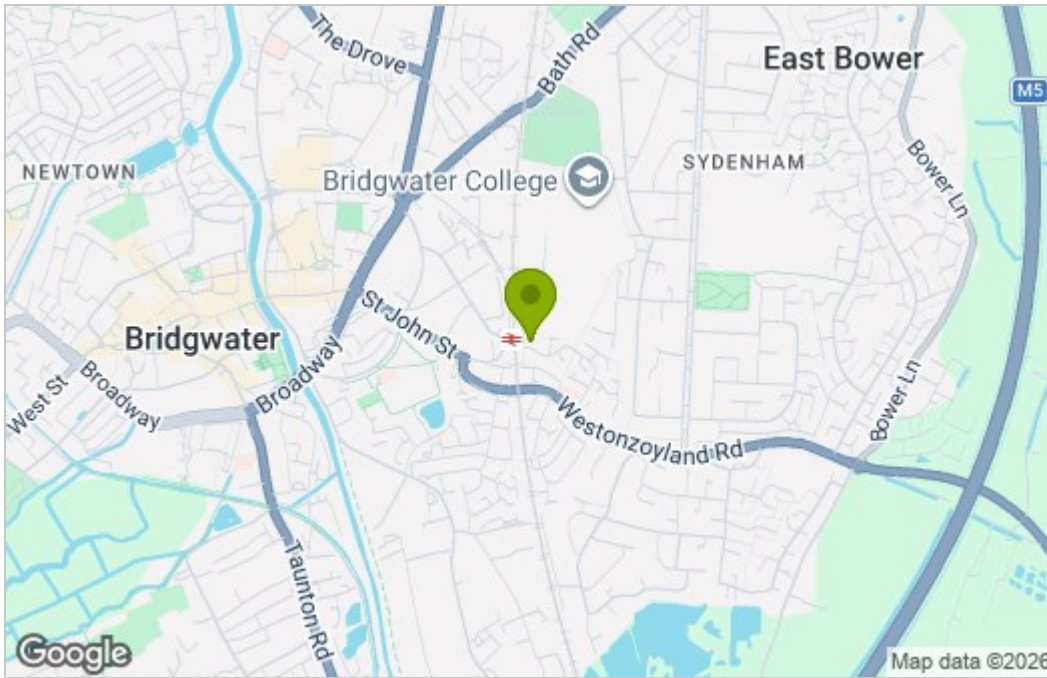 The Drove
Bath Rd
East Bower
M5
NEWTOWN
Bridgwater College
SYDENHAM
Bower Ln
St John St
Bridgwater
Broadway
West St
Broadway
Bower Ln
Westonzoyland Rd
Taunton Rd
Google
Map data ©2026